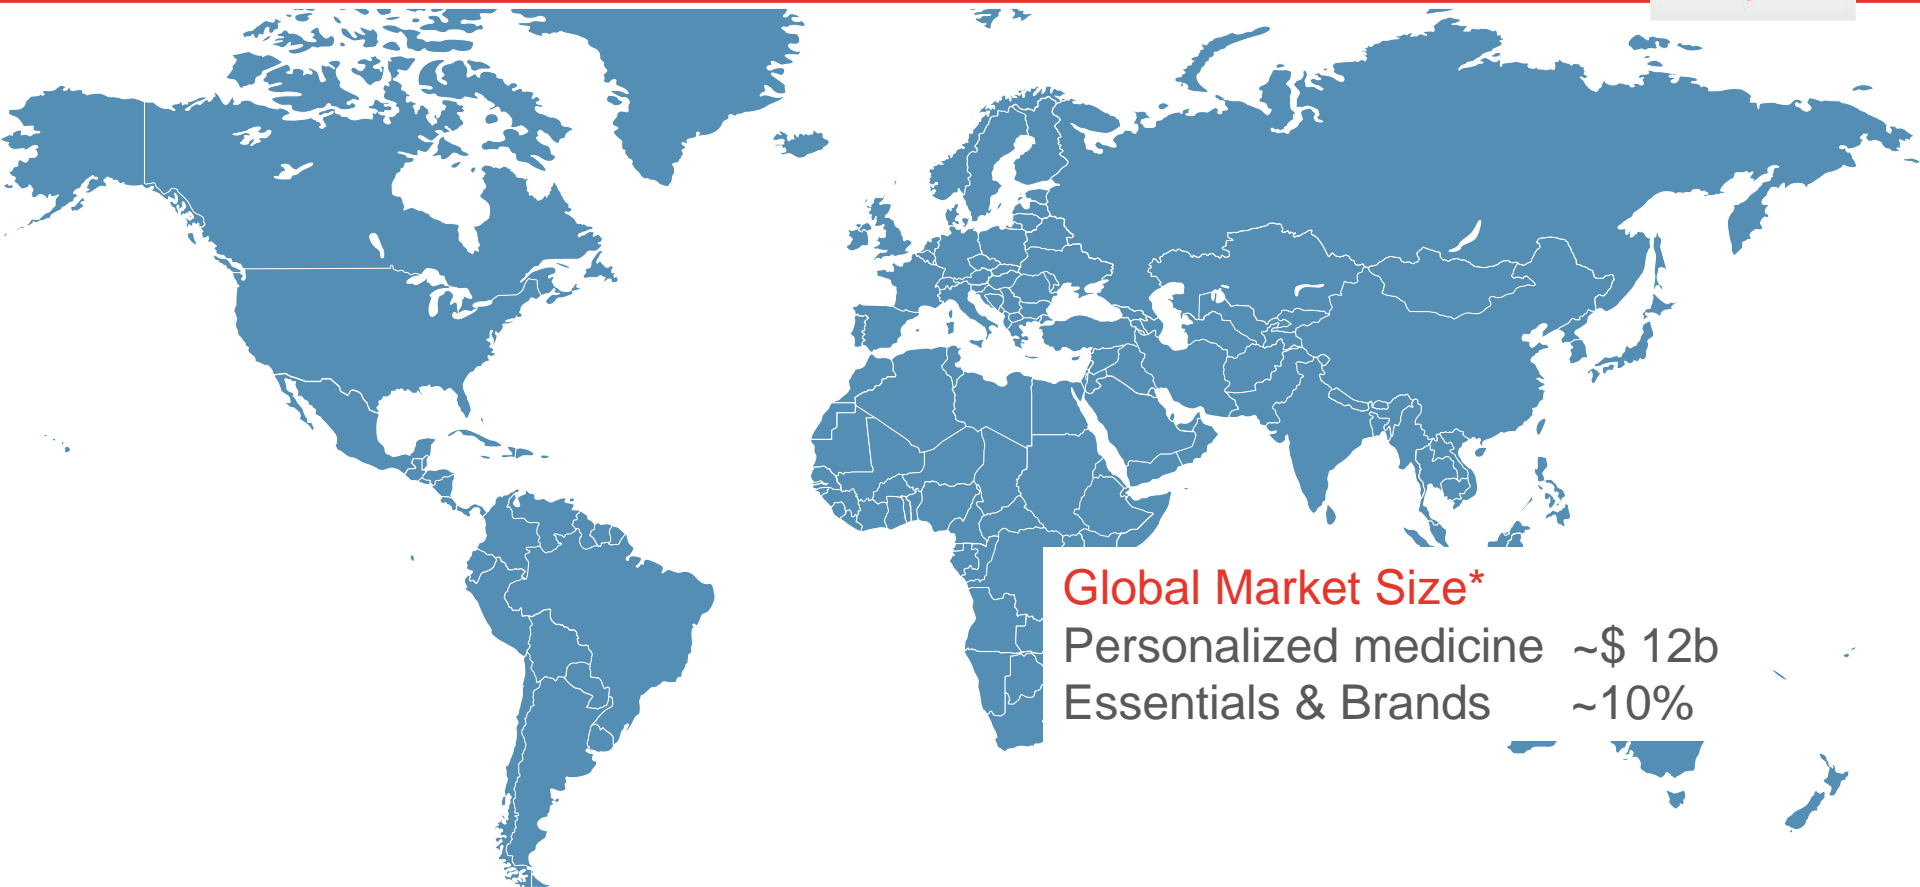 Global Market Size*
Personalized medicine ~$ 12b
Essentials & Brands ~10%